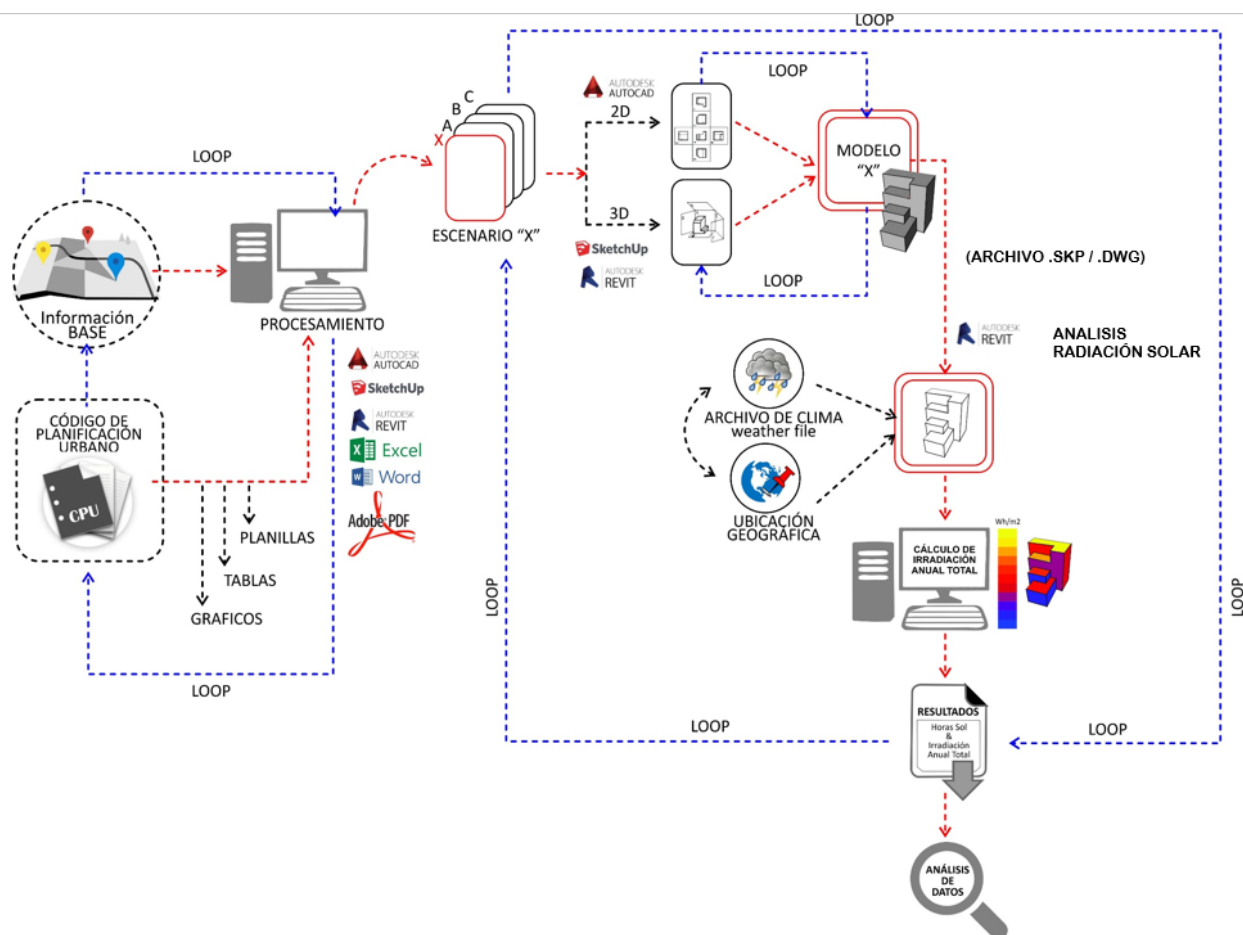 LOOP
LOOP
C
B
A
X
AUTODESK
AUTOCAD
2D
LOOP
MODELO
"X"
ESCENARIO "X"
3D
SketchUp
AUTODESK
REVIT
LOOP
(ARCHIVO .SKP / .DWG)
Información
BASE
PROCESAMIENTO
AUTODESK
AUTOCAD
SketchUp
AUTODESK
REVIT
Excel
Word
Adobe PDF
CÓDIGO DE
PLANIFICACIÓN
URBANO
CPU
PLANILLAS
TABLAS
GRAFICOS
LOOP
AUTODESK
REVIT
ANALISIS
RADIACIÓN SOLAR
ARCHIVO DE CLIMA
weather file
UBICACIÓN
GEOGRÁFICA
Wh/m2
CÁLCULO DE
IRRADIACIÓN
ANUAL TOTAL
LOOP
LOOP
LOOP
LOOP
RESULTADOS
Horas Sol
&
Irradiación
Anual Total
ANÁLISIS
DE
DATOS